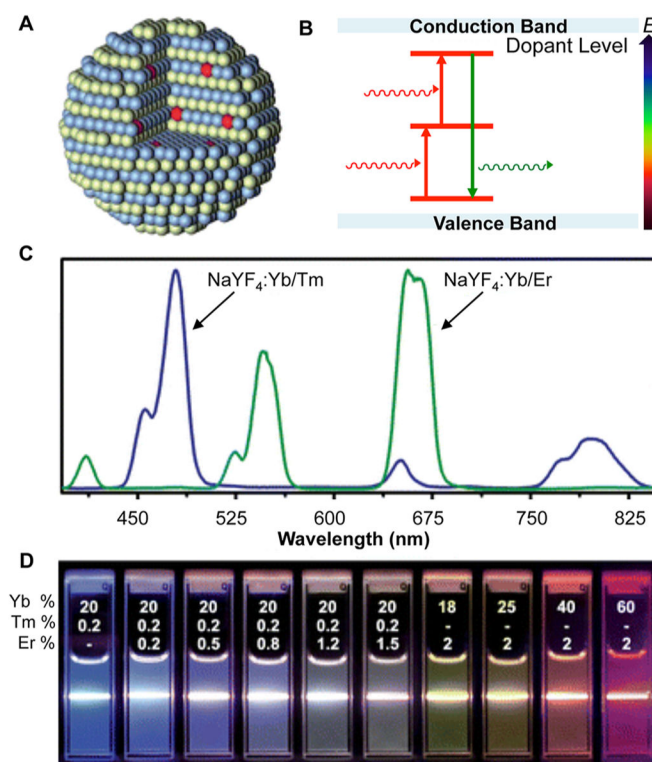 A
B
Conduction Band
E
Dopant Level
Valence Band
C
NaYF₄:Yb/Tm
NaYF₄:Yb/Er
450 525 600 675 750 825
Wavelength (nm)
D
Yb % 20 20 20 20 20 20 18 25 40 60
Tm % 0.2 0.2 0.2 0.2 0.2 0.2 - - - -
Er % - 0.2 0.5 0.8 1.2 1.5 2 2 2 2